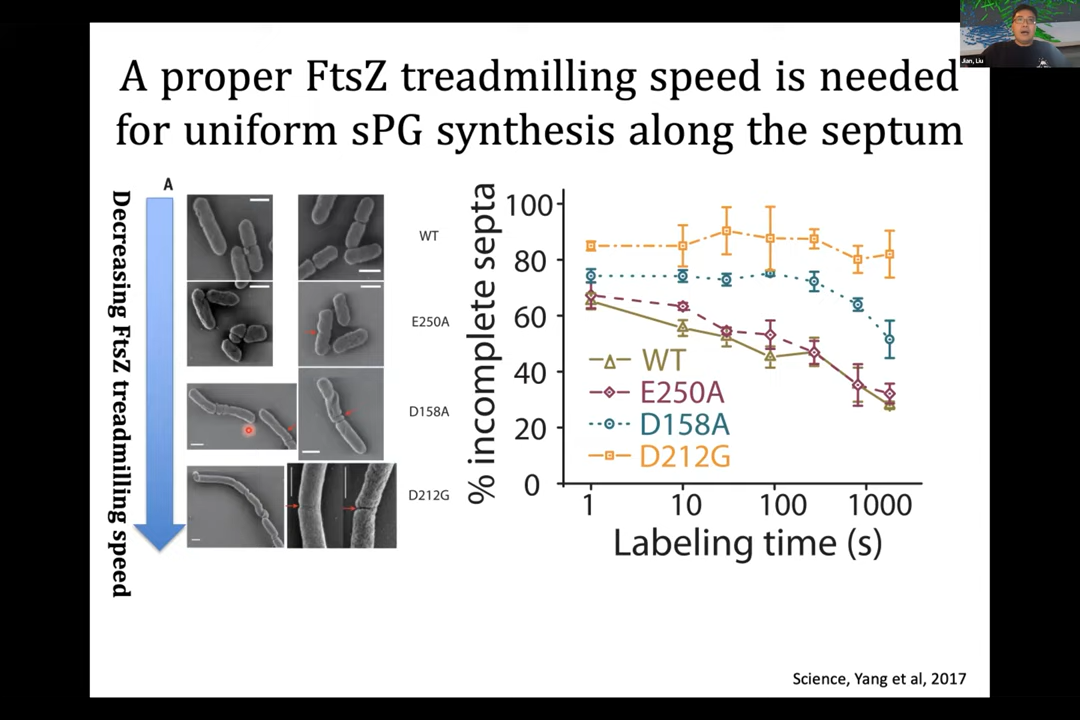 A proper FtsZ treadmilling speed is needed
for uniform sPG synthesis along the septum
Jian, Liu
Decreasing FtsZ treadmilling speed
A
WT
E250A
D158A
D212G
% incomplete septa
100
80
60
40
20
0
WT
E250A
D158A
D212G
1 10 100 1000
Labeling time (s)
Science, Yang et al, 2017